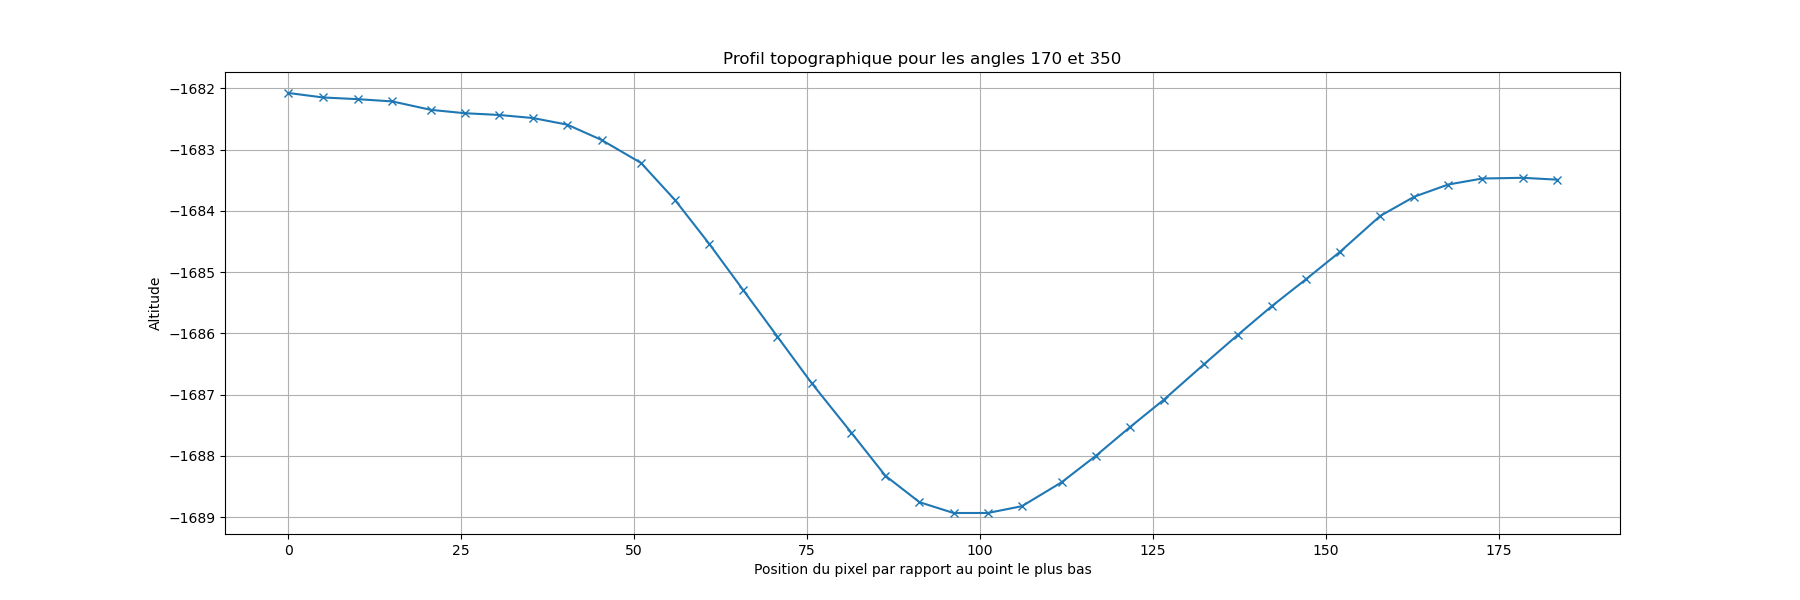 Profil topographique pour les angles 170 et 350
−1682
−1683
−1684
−1685
−1686
−1687
−1688
−1689
Altitude
0 25 50 75 100 125 150 175
Position du pixel par rapport au point le plus bas